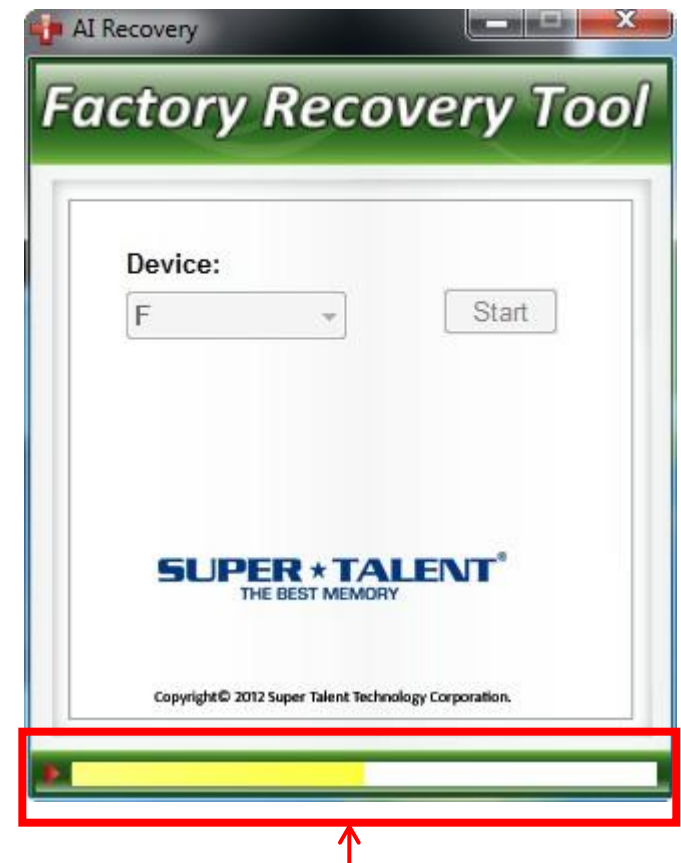 AI Recovery
Factory Recovery Tool
Device:
F
Start
SUPER★TALENT®
THE BEST MEMORY
Copyright© 2012 Super Talent Technology Corporation.